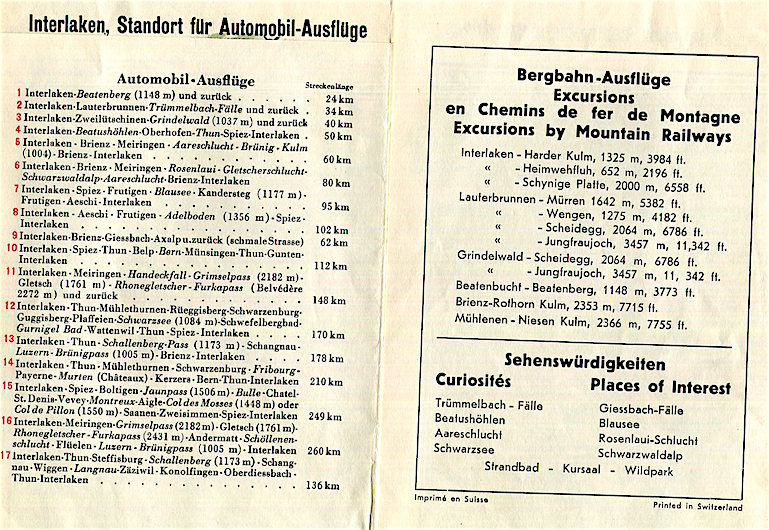 Interlaken, Standort für Automobil-Ausflüge
Automobil-Ausflüge
Streckenlänge
1 Interlaken-Beatenberg (1148 m) und zurück . . . . . . 24 km
2 Interlaken-Lauterbrunnen-Trümmelbach-Fälle und zurück . 34 km
3 Interlaken-Zweilütschinen-Grindelwald (1037 m) und zurück 40 km
4 Interlaken-Beatushöhlen-Oberhofen-Thun-Spiez-Interlaken . 50 km
5 Interlaken-Brienz - Meiringen - Aareschlucht - Brünig - Kulm
(1004) - Brienz-Interlaken . . . . . . . . . . 60 km
6 Interlaken-Brienz - Meiringen - Rosenlaui - Gletscherschlucht-
Schwarzwaldalp-Aareschlucht-Brienz-Interlaken . . . . 80 km
7 Interlaken-Spiez-Frutigen - Blausee - Kandersteg (1177 m) -
Frutigen-Aeschi-Interlaken . . . . . . . . . . 95 km
8 Interlaken - Aeschi - Frutigen - Adelboden (1356 m) - Spiez-
Interlaken . . . . . . . . . . . . . 102 km
9 Interlaken-Brienz-Giessbach-Axalp u. zurück (schmale Strasse) 62 km
10 Interlaken-Spiez-Thun-Belp-Bern-Münsingen-Thun-Gunten-
Interlaken . . . . . . . . . . . . . 112 km
11 Interlaken - Meiringen - Handeckfall - Grimselpass (2182 m) -
Gletsch (1761 m) - Rhonegletscher - Furkapass (Belvédère
2272 m) und zurück . . . . . . . . . . . 148 km
12 Interlaken-Thun-Mühlethurnen-Rüeggisberg-Schwarzenburg-
Guggisberg-Plaffeien-Schwarzsee (1084 m)-Schwefelbergbad-
Gurnigel Bad-Wattenwil-Thun-Spiez-Interlaken . . . . 170 km
13 Interlaken - Thun - Schallenberg-Pass (1173 m) - Schangnau-
Luzern-Brünigpass (1005 m) - Brienz-Interlaken . . . . 178 km
14 Interlaken - Thun - Mühlethurnen - Schwarzenburg - Fribourg-
Payerne-Murten (Châteaux) - Kerzers - Bern-Thun-Interlaken 210 km
15 Interlaken-Spiez - Boltigen - Jaunpass (1506 m) - Bulle-Chatel-
St. Denis-Vevey-Montreux-Aigle-Col des Mosses (1448 m) oder
Col de Pillon (1550 m) - Saanen-Zweisimmen-Spiez-Interlaken 249 km
16 Interlaken-Meiringen-Grimselpass (2182 m) - Gletsch (1761 m) -
Rhonegletscher-Furkapass (2431 m) - Andermatt - Schöllenen-
schlucht - Flüelen - Luzern - Brünigpass (1005 m) - Interlaken 260 km
17 Interlaken-Thun-Steffisburg - Schallenberg (1173 m) - Schang-
nau-Wiggen - Langnau-Zäziwil - Konolfingen - Oberdiessbach -
Thun-Interlaken . . . . . . . . . . . . 136 km
Bergbahn-Ausflüge
Excursions
en Chemins de fer de Montagne
Excursions by Mountain Railways
Interlaken - Harder Kulm, 1325 m, 3984 ft.
“ - Heimwehfluh, 652 m, 2196 ft.
“ - Schynige Platte, 2000 m, 6558 ft.
Lauterbrunnen - Mürren 1642 m, 5382 ft.
“ - Wengen, 1275 m, 4182 ft.
“ - Scheidegg, 2064 m, 6786 ft.
“ - Jungfraujoch, 3457 m, 11,342 ft.
Grindelwald - Scheidegg, 2064 m, 6786 ft.
“ - Jungfraujoch, 3457 m, 11, 342 ft.
Beatenbucht - Beatenberg, 1148 m, 3773 ft.
Brienz-Rothorn Kulm, 2353 m, 7715 ft.
Mühlenen - Niesen Kulm, 2366 m, 7755 ft.
Sehenswürdigkeiten
Curiosités Places of Interest
Trümmelbach - Fälle Giessbach-Fälle
Beatushöhlen Blausee
Aareschlucht Rosenlaui-Schlucht
Schwarzsee Schwarzwaldalp
Strandbad - Kursaal - Wildpark
Imprimé en Suisse
Printed in Switzerland